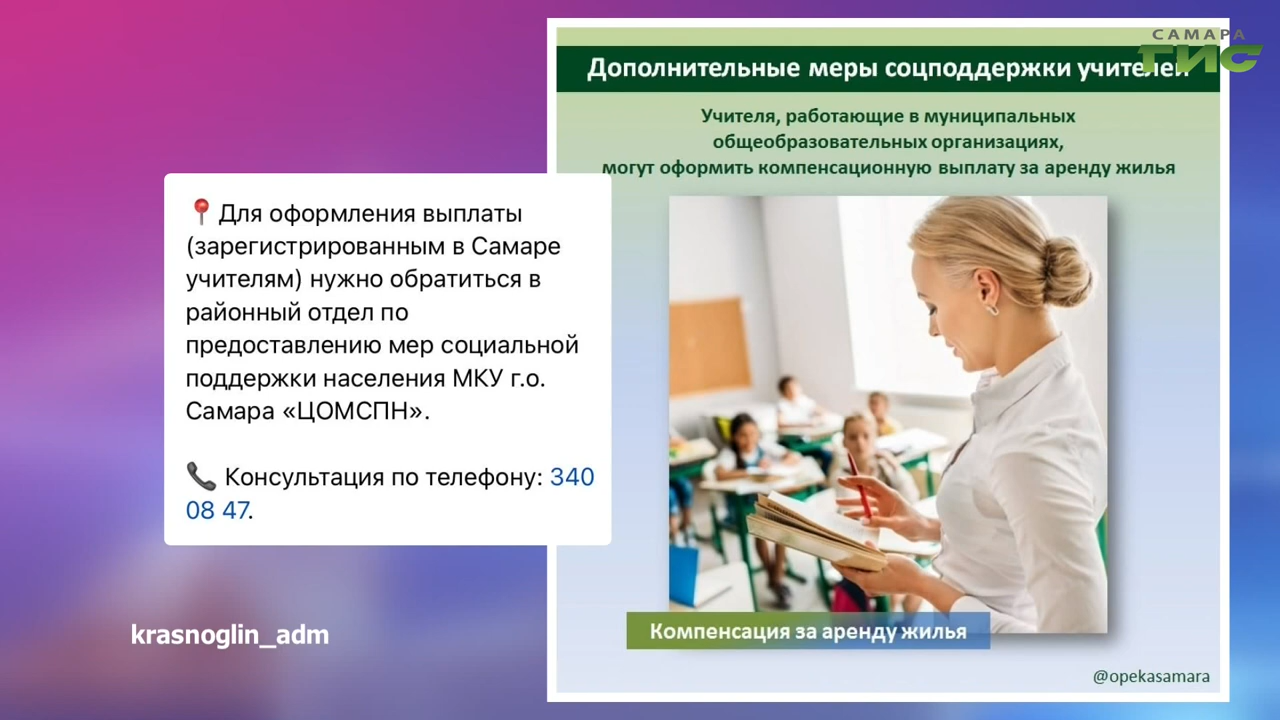 САМАРА
ГИС
Дополнительные меры соцподдержки учителей
Учителя, работающие в муниципальных
общеобразовательных организациях,
могут оформить компенсационную выплату за аренду жилья
📍Для оформления выплаты
(зарегистрированным в Самаре
учителям) нужно обратиться в
районный отдел по
предоставлению мер социальной
поддержки населения МКУ г.о.
Самара «ЦОМСПН».
📞 Консультация по телефону: 340
08 47.
krasnoglin_adm
Компенсация за аренду жилья
@opekasamara